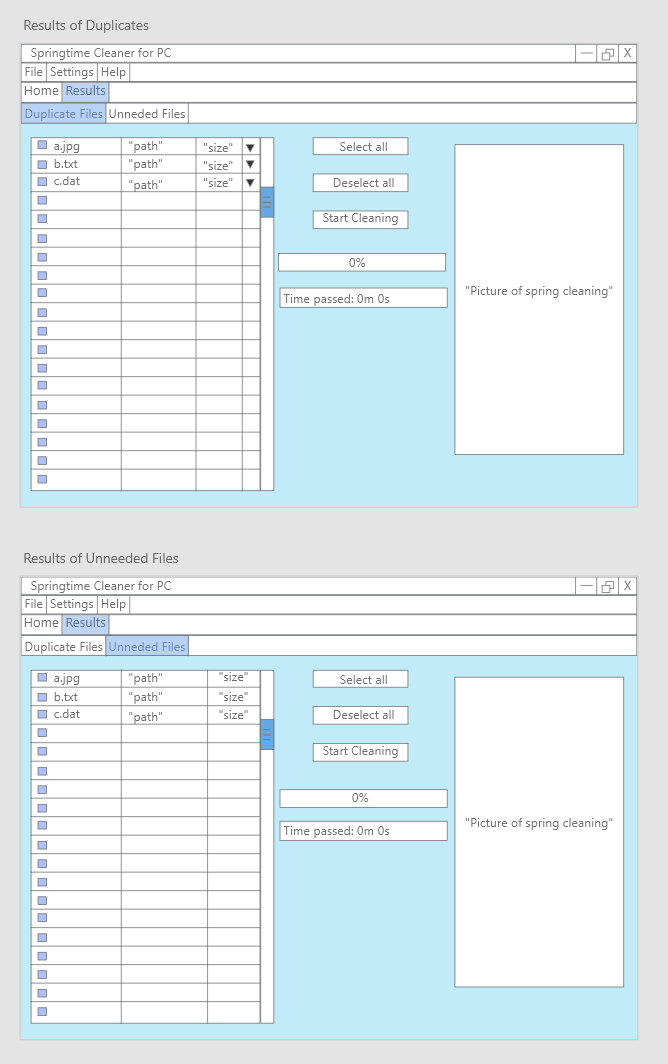 Results of Duplicates
Springtime Cleaner for PC X
File Settings Help
Home Results
Duplicate Files Unneded Files
a.jpg "path" "size" ▼
b.txt "path" "size" ▼
c.dat "path" "size" ▼
Select all
Deselect all
Start Cleaning
0%
Time passed: 0m 0s
"Picture of spring cleaning"
Results of Unneeded Files
Springtime Cleaner for PC X
File Settings Help
Home Results
Duplicate Files Unneded Files
a.jpg "path" "size"
b.txt "path" "size"
c.dat "path" "size"
Select all
Deselect all
Start Cleaning
0%
Time passed: 0m 0s
"Picture of spring cleaning"